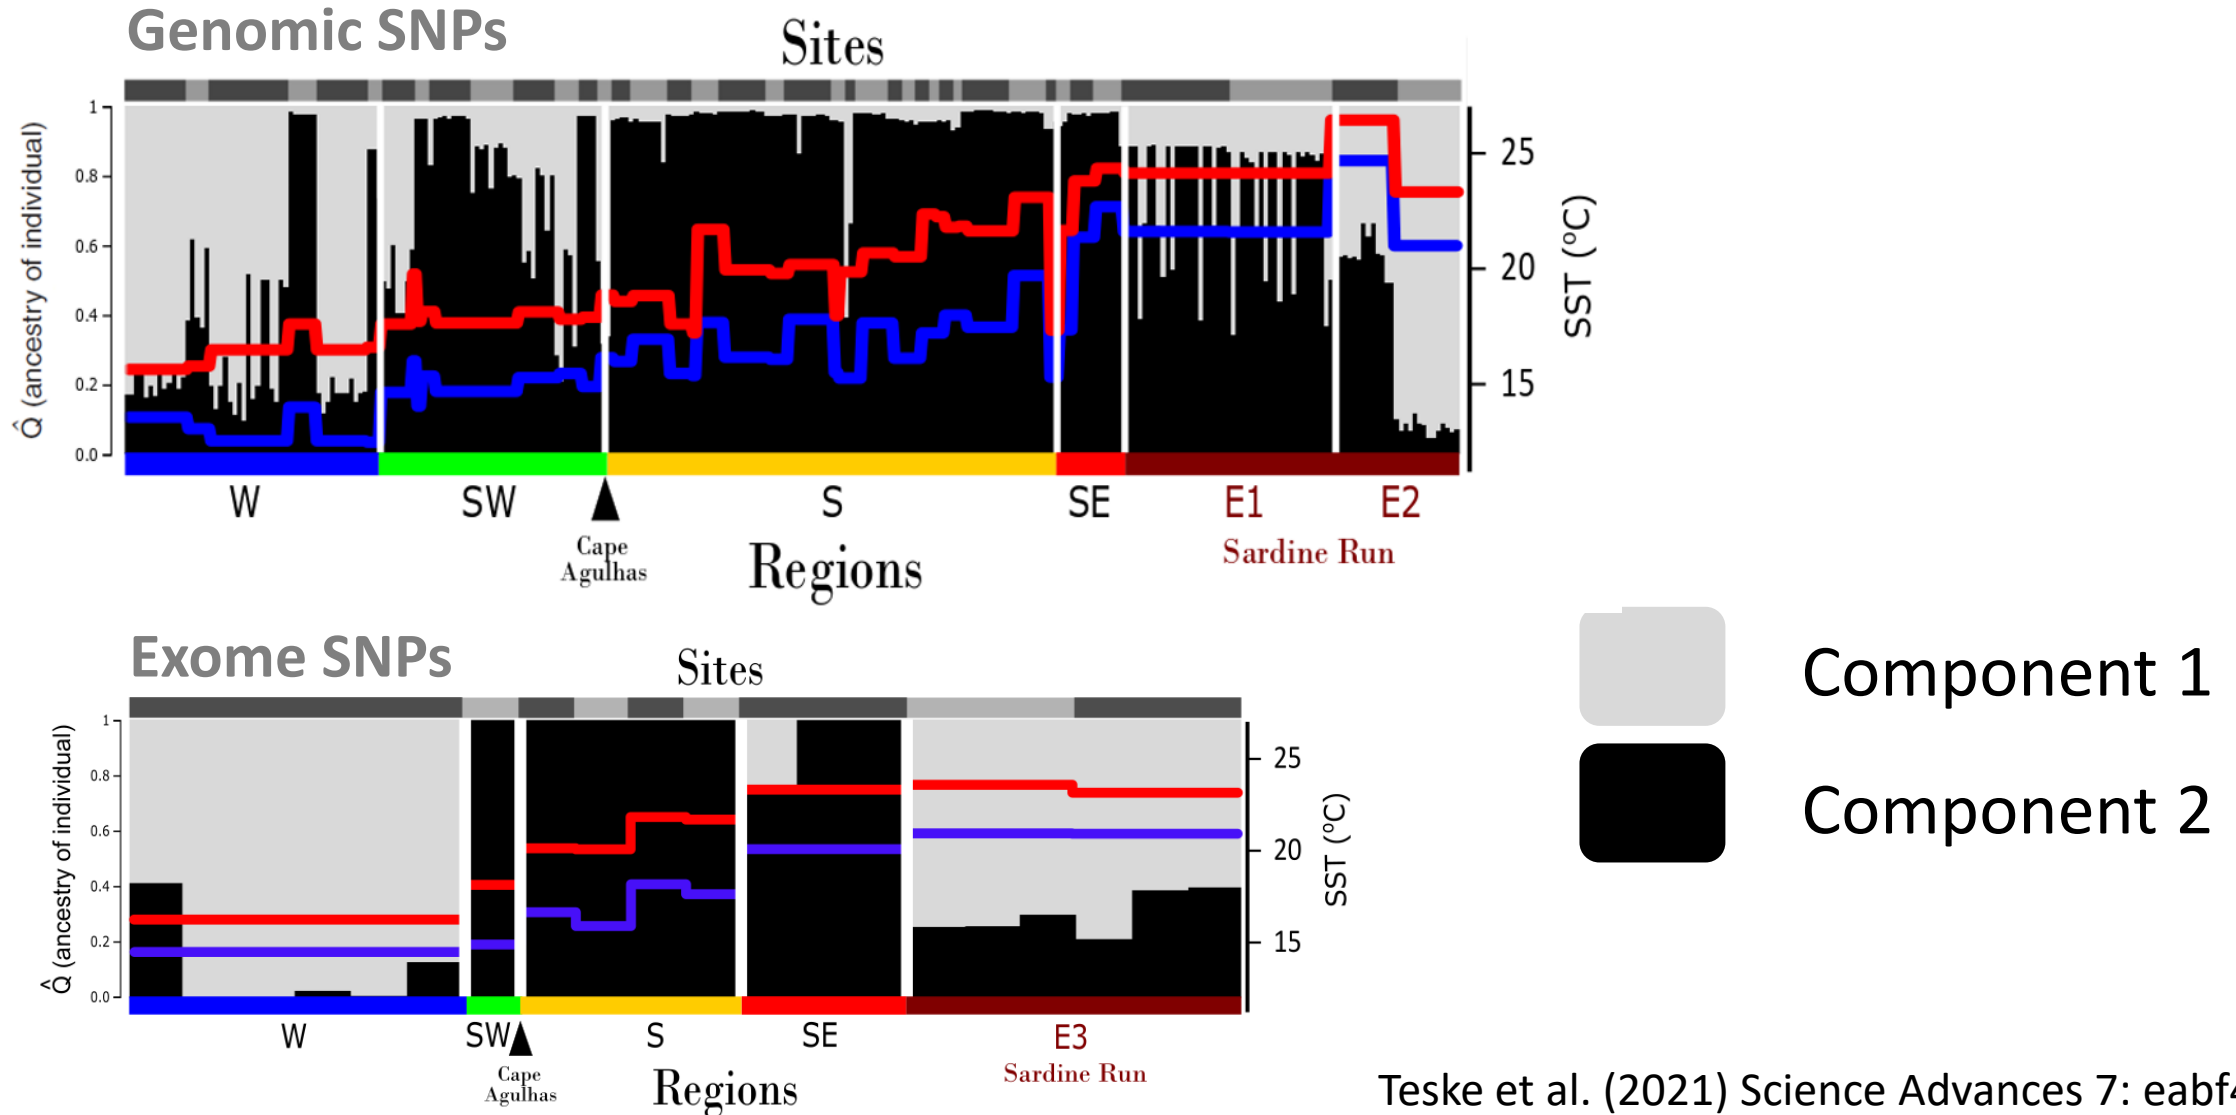 Genomic SNPs
Sites
Q̂ (ancestry of individual)
1
0.8
0.6
0.4
0.2
0.0
25
20
15
SST (ºC)
W SW S SE E1 E2
Cape
Agulhas
Regions
Sardine Run
Exome SNPs
Sites
Q̂ (ancestry of individual)
1
0.8
0.6
0.4
0.2
0.0
25
20
15
SST (ºC)
W SW S SE E3
Cape
Agulhas
Regions
Sardine Run
Component 1
Component 2
Teske et al. (2021) Science Advances 7: eabf4